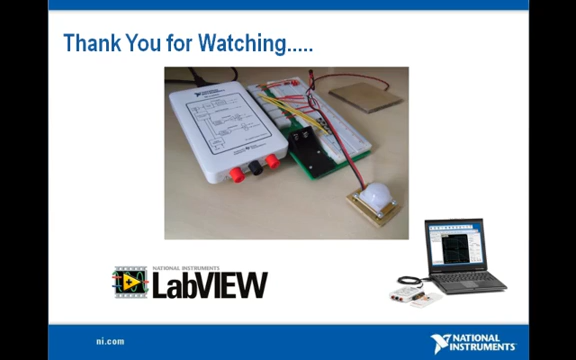 Thank You for Watching.....
NATIONAL INSTRUMENTS
LabVIEW
ni.com
NATIONAL
INSTRUMENTS